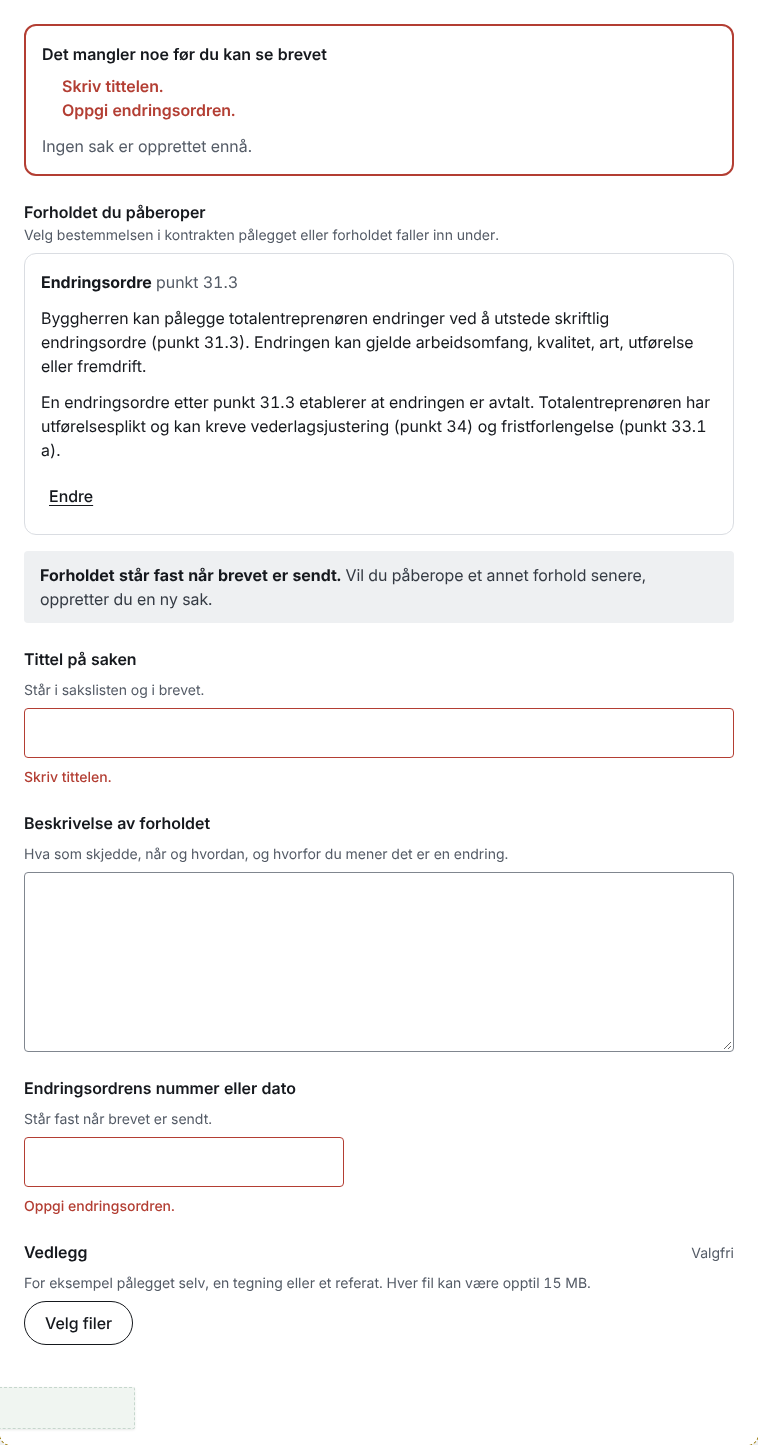 Det mangler noe før du kan se brevet
Skriv tittelen.
Oppgi endringsordren.
Ingen sak er opprettet ennå.
Forholdet du påberoper
Velg bestemmelsen i kontrakten pålegget eller forholdet faller inn under.
Endringsordre punkt 31.3
Byggherren kan pålegge totalentreprenøren endringer ved å utstede skriftlig
endringsordre (punkt 31.3). Endringen kan gjelde arbeidsomfang, kvalitet, art, utførelse
eller fremdrift.
En endringsordre etter punkt 31.3 etablerer at endringen er avtalt. Totalentreprenøren har
utførelsesplikt og kan kreve vederlagsjustering (punkt 34) og fristforlengelse (punkt 33.1
a).
Endre
Forholdet står fast når brevet er sendt. Vil du påberope et annet forhold senere,
oppretter du en ny sak.
Tittel på saken
Står i sakslisten og i brevet.
Skriv tittelen.
Beskrivelse av forholdet
Hva som skjedde, når og hvordan, og hvorfor du mener det er en endring.
Endringsordrens nummer eller dato
Står fast når brevet er sendt.
Oppgi endringsordren.
Vedlegg Valgfri
For eksempel pålegget selv, en tegning eller et referat. Hver fil kan være opptil 15 MB.
Velg filer